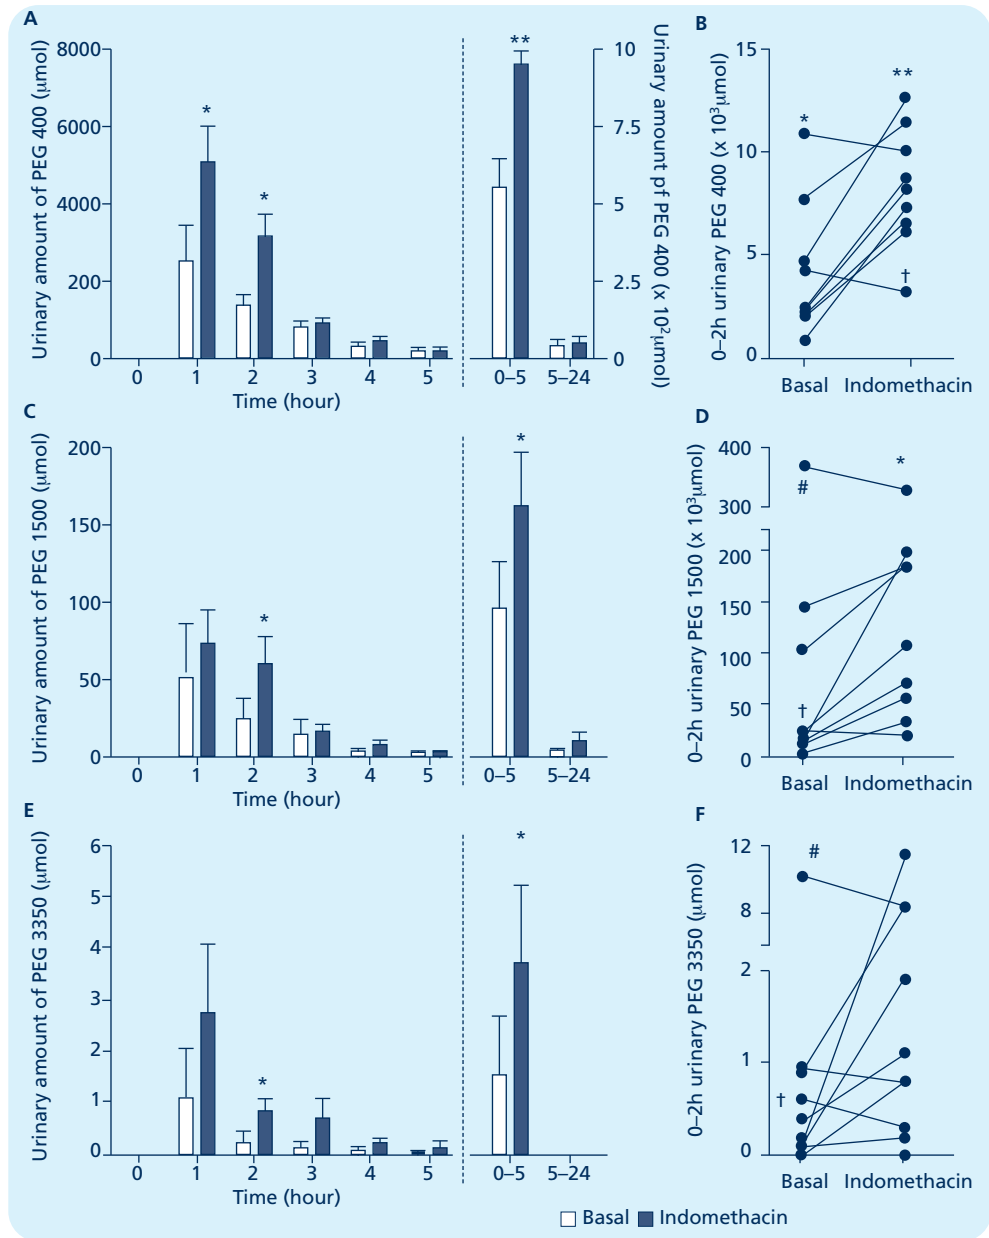 A
Urinary amount of PEG 400 (μmol)
8000
6000
4000
200
0
*
*
**
0 1 2 3 4 5 0–5 5–24
Time (hour)
10
7.5
5
2.5
0
Urinary amount pf PEG 400 (x 10²μmol)
B
0–2h urinary PEG 400 (x 10³μmol)
15
10
5
0
*
**
†
Basal Indomethacin
C
Urinary amount of PEG 1500 (μmol)
200
150
100
50
0
*
*
0 1 2 3 4 5 0–5 5–24
Time (hour)
D
0–2h urinary PEG 1500 (x 10³μmol)
400
300
200
150
100
50
0
#
*
†
Basal Indomethacin
E
Urinary amount of PEG 3350 (μmol)
6
5
4
3
2
1
0
*
*
0 1 2 3 4 5 0–5 5–24
Time (hour)
F
0–2h urinary PEG 3350 (μmol)
12
8
2
1
0
#
†
Basal Indomethacin
Basal Indomethacin